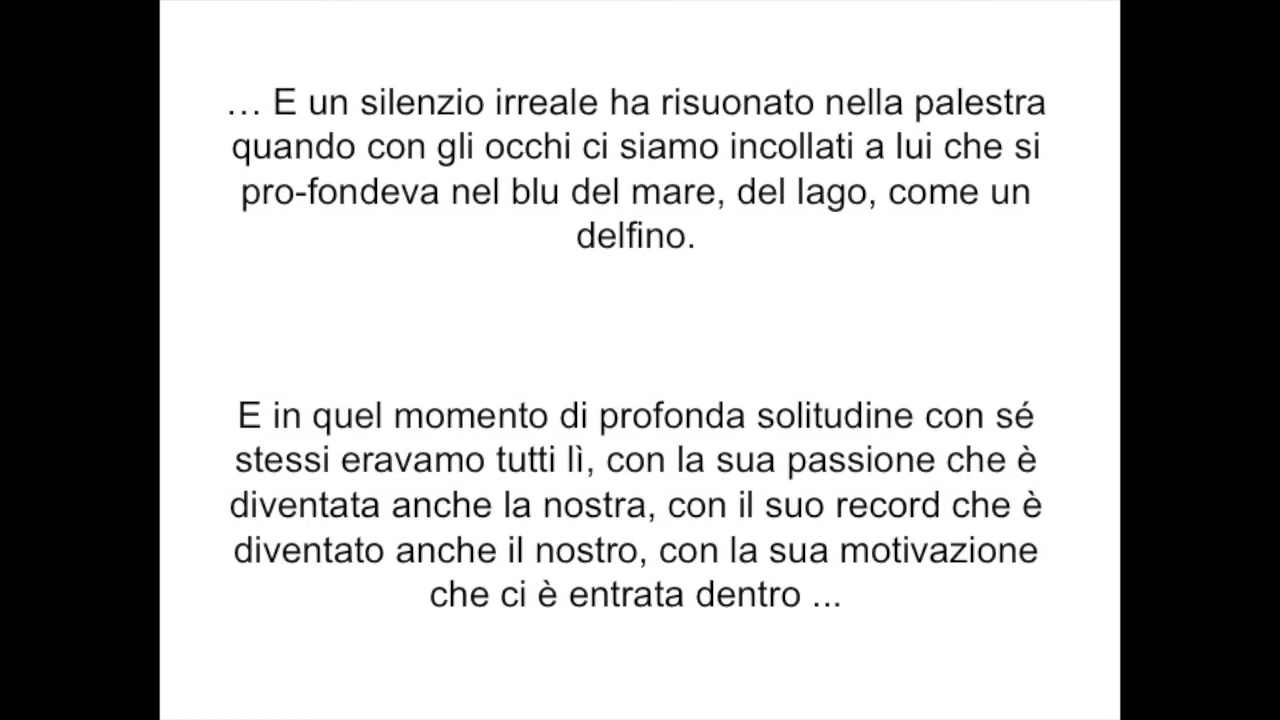 … E un silenzio irreale ha risuonato nella palestra
quando con gli occhi ci siamo incollati a lui che si
pro-fondeva nel blu del mare, del lago, come un
delfino.
E in quel momento di profonda solitudine con sé
stessi eravamo tutti lì, con la sua passione che è
diventata anche la nostra, con il suo record che è
diventato anche il nostro, con la sua motivazione
che ci è entrata dentro ...